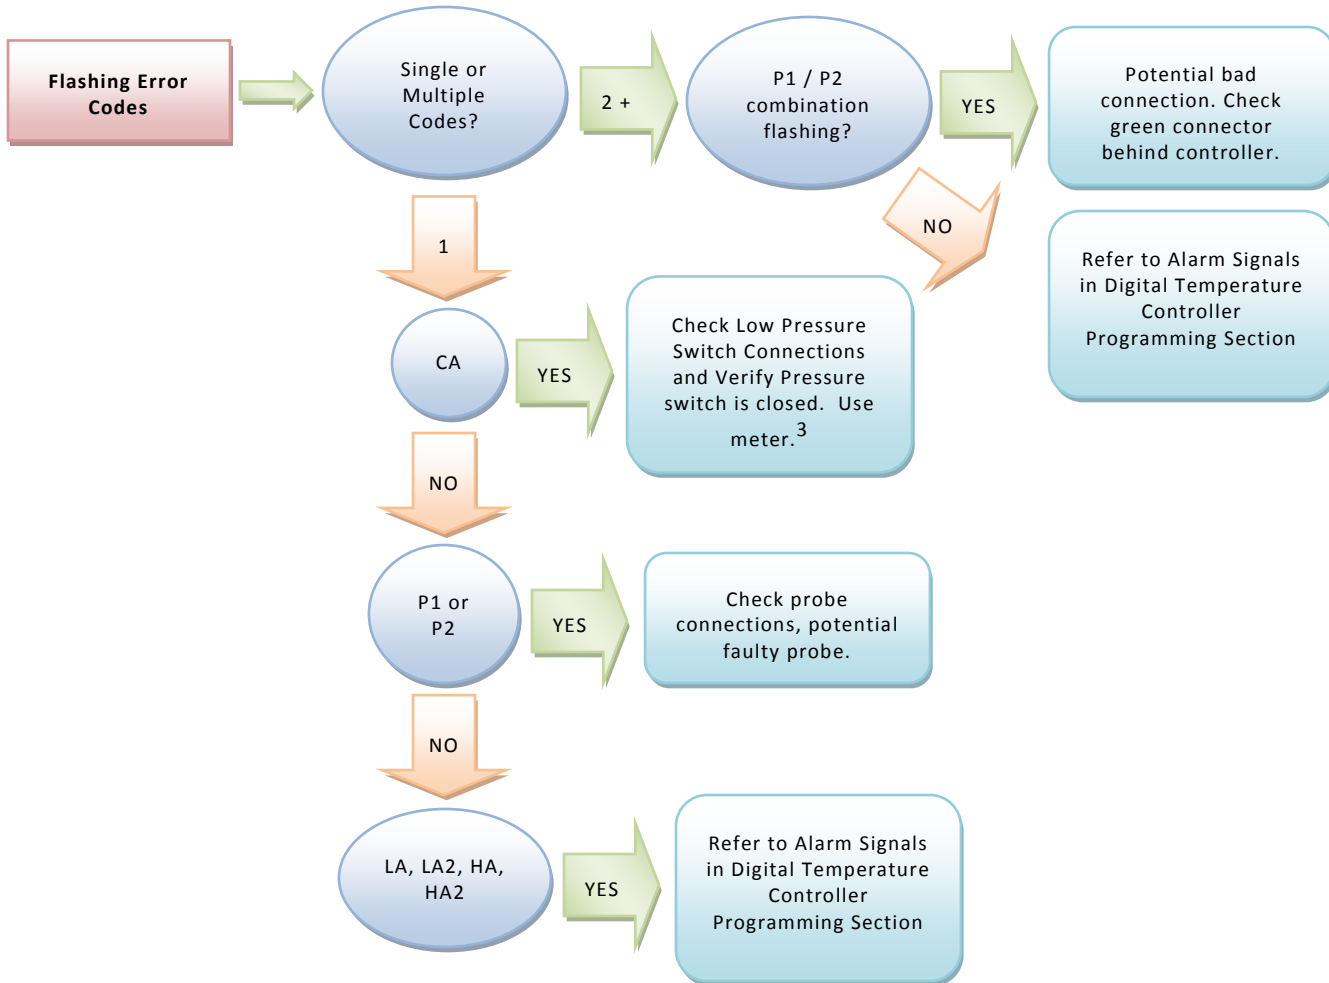 Flashing Error
Codes
Single or
Multiple
Codes?
2 +
P1 / P2
combination
flashing?
YES
Potential bad
connection. Check
green connector
behind controller.
NO
Refer to Alarm Signals
in Digital Temperature
Controller
Programming Section
1
CA
YES
Check Low Pressure
Switch Connections
and Verify Pressure
switch is closed. Use
meter.3
NO
P1 or
P2
YES
Check probe
connections, potential
faulty probe.
NO
LA, LA2, HA,
HA2
YES
Refer to Alarm Signals
in Digital Temperature
Controller
Programming Section